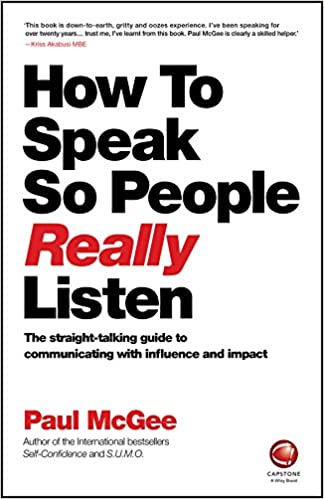 ‘This book is down-to-earth, gritty and oozes experience. I’ve been speaking for
over twenty years… trust me, I’ve learnt from this book. Paul McGee is clearly a skilled helper.’
— Kriss Akabusi MBE
How To
Speak
So People
Really
Listen
The straight-talking guide to
communicating with influence and impact
Paul McGee
Author of the International bestsellers
Self-Confidence and S.U.M.O.
CAPSTONE
A Wiley Brand